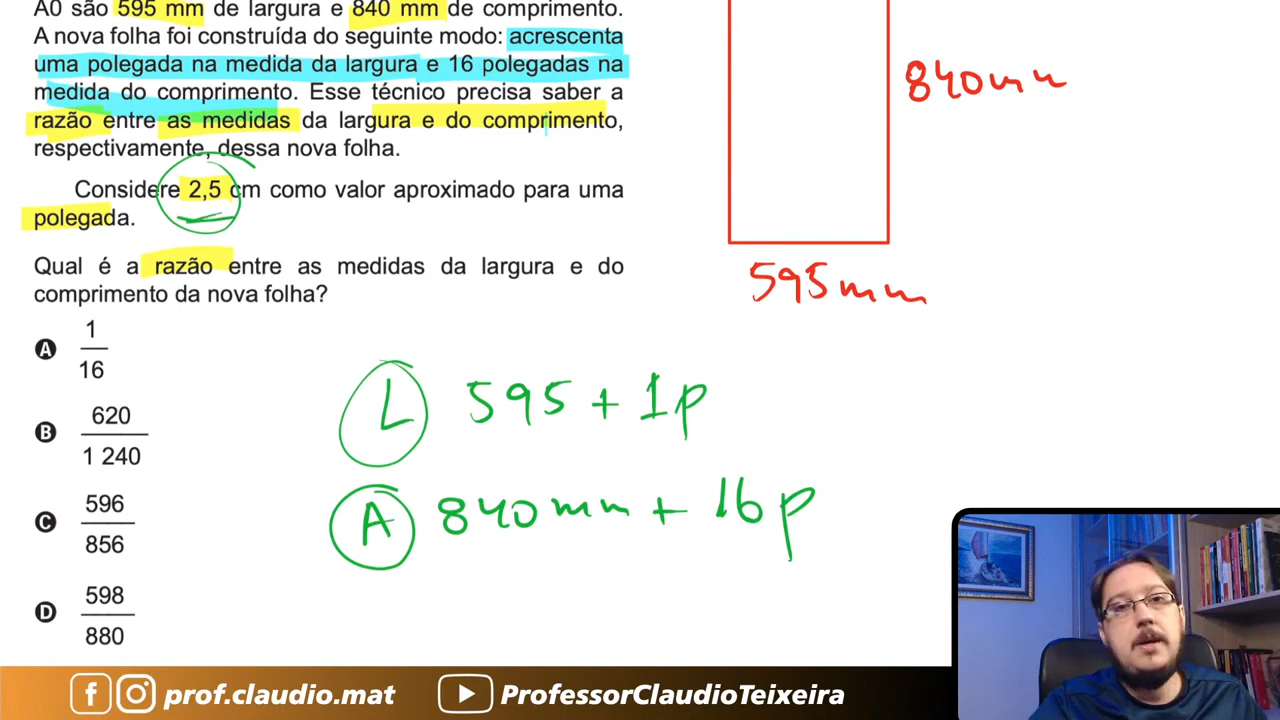 A0 são 595 mm de largura e 840 mm de comprimento.
A nova folha foi construída do seguinte modo: acrescenta
uma polegada na medida da largura e 16 polegadas na
medida do comprimento. Esse técnico precisa saber a
razão entre as medidas da largura e do comprimento,
respectivamente, dessa nova folha.
Considere 2,5 cm como valor aproximado para uma
polegada.
Qual é a razão entre as medidas da largura e do
comprimento da nova folha?
A 1
16
B 620
1 240
C 596
856
D 598
880
840mm
595mm
L 595 + 1p
A 840mm + 16p
f prof.claudio.mat ProfessorClaudioTeixeira